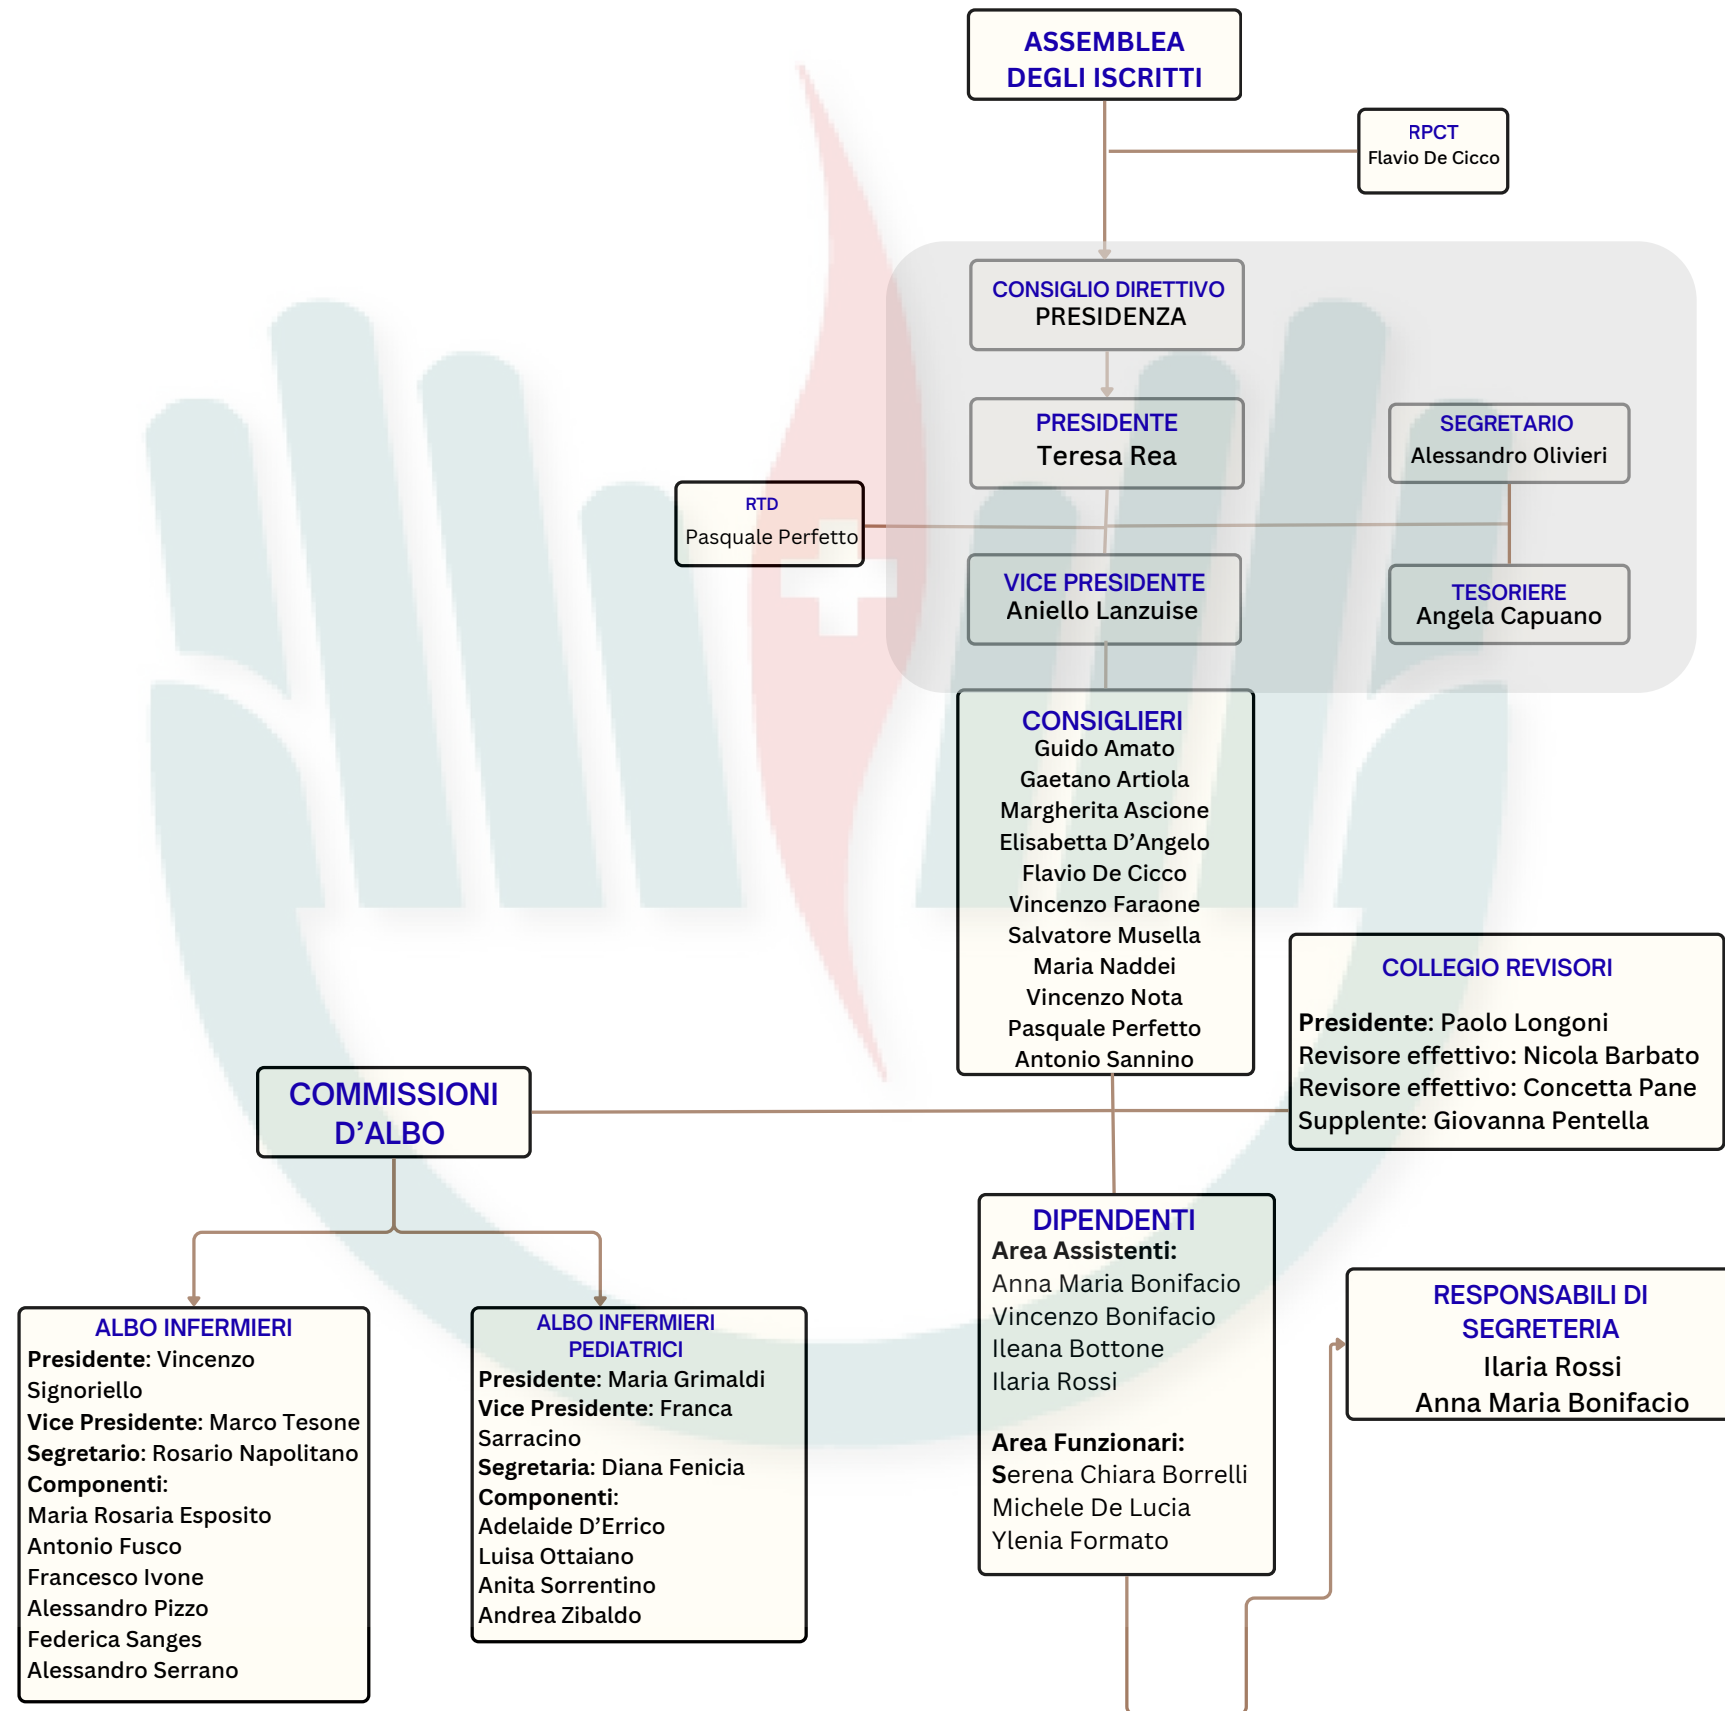 ASSEMBLEA
DEGLI ISCRITTI
RPCT
Flavio De Cicco
CONSIGLIO DIRETTIVO
PRESIDENZA
PRESIDENTE
Teresa Rea
SEGRETARIO
Alessandro Olivieri
RTD
Pasquale Perfetto
VICE PRESIDENTE
Aniello Lanzuise
TESORIERE
Angela Capuano
CONSIGLIERI
Guido Amato
Gaetano Artiola
Margherita Ascione
Elisabetta D’Angelo
Flavio De Cicco
Vincenzo Faraone
Salvatore Musella
Maria Naddei
Vincenzo Nota
Pasquale Perfetto
Antonio Sannino
COLLEGIO REVISORI
Presidente: Paolo Longoni
Revisore effettivo: Nicola Barbato
Revisore effettivo: Concetta Pane
Supplente: Giovanna Pentella
COMMISSIONI
D’ALBO
ALBO INFERMIERI
Presidente: Vincenzo
Signoriello
Vice Presidente: Marco Tesone
Segretario: Rosario Napolitano
Componenti:
Maria Rosaria Esposito
Antonio Fusco
Francesco Ivone
Alessandro Pizzo
Federica Sanges
Alessandro Serrano
ALBO INFERMIERI
PEDIATRICI
Presidente: Maria Grimaldi
Vice Presidente: Franca
Sarracino
Segretaria: Diana Fenicia
Componenti:
Adelaide D’Errico
Luisa Ottaiano
Anita Sorrentino
Andrea Zibaldo
DIPENDENTI
Area Assistenti:
Anna Maria Bonifacio
Vincenzo Bonifacio
Ileana Bottone
Ilaria Rossi
Area Funzionari:
Serena Chiara Borrelli
Michele De Lucia
Ylenia Formato
RESPONSABILI DI
SEGRETERIA
Ilaria Rossi
Anna Maria Bonifacio